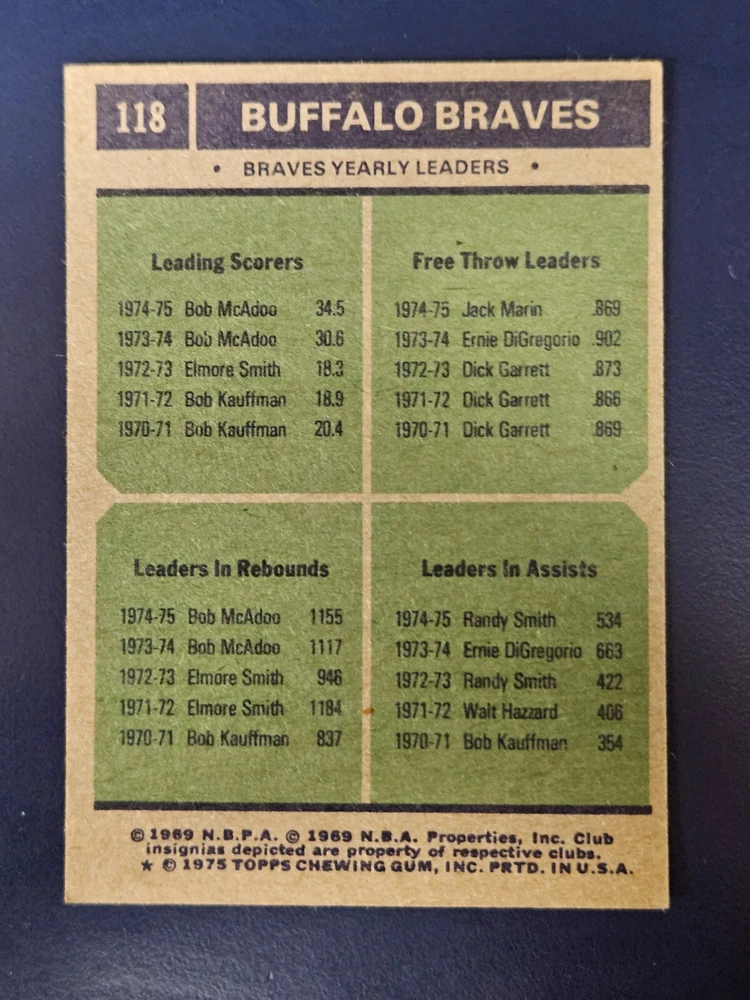 118 BUFFALO BRAVES
• BRAVES YEARLY LEADERS •
Leading Scorers
1974-75 Bob McAdoo 34.5
1973-74 Bob McAdoo 30.6
1972-73 Elmore Smith 18.3
1971-72 Bob Kauffman 18.9
1970-71 Bob Kauffman 20.4
Free Throw Leaders
1974-75 Jack Marin .869
1973-74 Ernie DiGregorio .902
1972-73 Dick Garrett .873
1971-72 Dick Garrett .866
1970-71 Dick Garrett .869
Leaders In Rebounds
1974-75 Bob McAdoo 1155
1973-74 Bob McAdoo 1117
1972-73 Elmore Smith 946
1971-72 Elmore Smith 1184
1970-71 Bob Kauffman 837
Leaders In Assists
1974-75 Randy Smith 534
1973-74 Ernie DiGregorio 663
1972-73 Randy Smith 422
1971-72 Walt Hazzard 406
1970-71 Bob Kauffman 354
© 1969 N.B.P.A. © 1969 N.B.A. Properties, Inc. Club
insignias depicted are property of respective clubs.
★ © 1975 TOPPS CHEWING GUM, INC. PRTD. IN U.S.A.